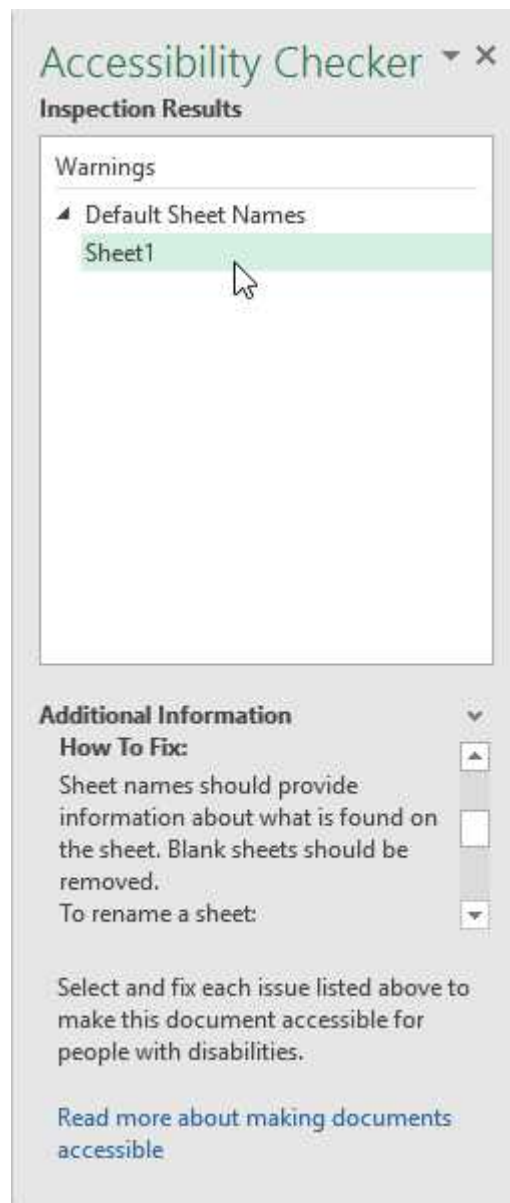 Accessibility Checker
Inspection Results
Warnings
Default Sheet Names
Sheet1
Additional Information
How To Fix:
Sheet names should provide
information about what is found on
the sheet. Blank sheets should be
removed.
To rename a sheet:
Select and fix each issue listed above to
make this document accessible for
people with disabilities.
Read more about making documents
accessible